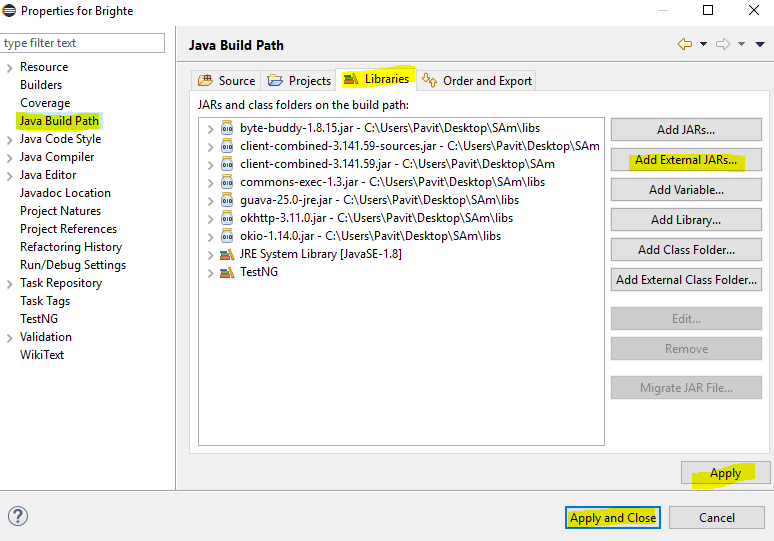 Properties for Brighte
type filter text
Resource
Builders
Coverage
Java Build Path
Java Code Style
Java Compiler
Java Editor
Javadoc Location
Project Natures
Project References
Refactoring History
Run/Debug Settings
Task Repository
Task Tags
TestNG
Validation
WikiText
Java Build Path
Source
Projects
Libraries
Order and Export
JARs and class folders on the build path:
byte-buddy-1.8.15.jar - C:\Users\Pavit\Desktop\SAm\libs
client-combined-3.141.59-sources.jar - C:\Users\Pavit\Desktop\SAm
client-combined-3.141.59.jar - C:\Users\Pavit\Desktop\SAm
commons-exec-1.3.jar - C:\Users\Pavit\Desktop\SAm\libs
guava-25.0-jre.jar - C:\Users\Pavit\Desktop\SAm\libs
okhttp-3.11.0.jar - C:\Users\Pavit\Desktop\SAm\libs
okio-1.14.0.jar - C:\Users\Pavit\Desktop\SAm\libs
JRE System Library [JavaSE-1.8]
TestNG
Add JARs...
Add External JARs...
Add Variable...
Add Library...
Add Class Folder...
Add External Class Folder...
Edit...
Remove
Migrate JAR File...
Apply
?
Apply and Close
Cancel